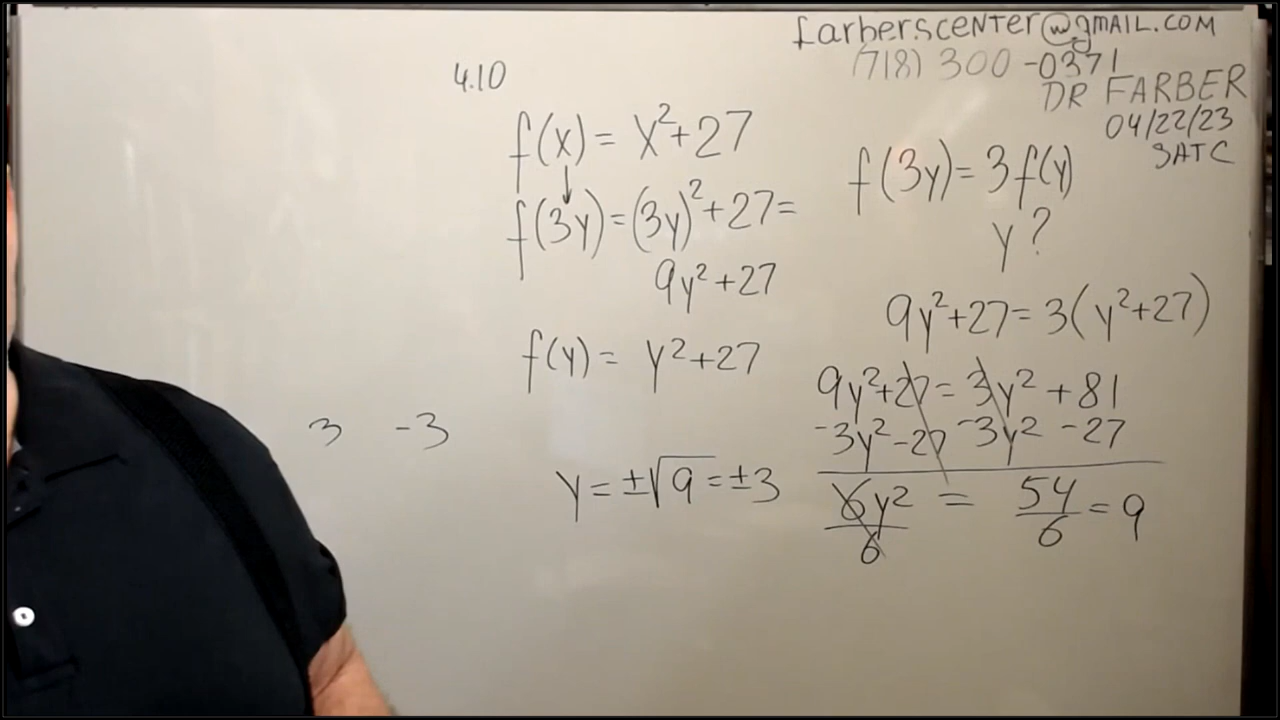 farberscenter@gmail.com
(718) 300-0371
DR FARBER
04/22/23
SATC
4.10
f(x) = x²+27
f(3y) = (3y)²+27=
9y²+27
f(y) = y²+27
3 -3
y = ±√9 = ±3
f(3y) = 3f(y)
y?
9y²+27 = 3(y²+27)
9y²+27 = 3y² + 81
-3y²-27 -3y² -27
6y²/6 = 54/6 = 9